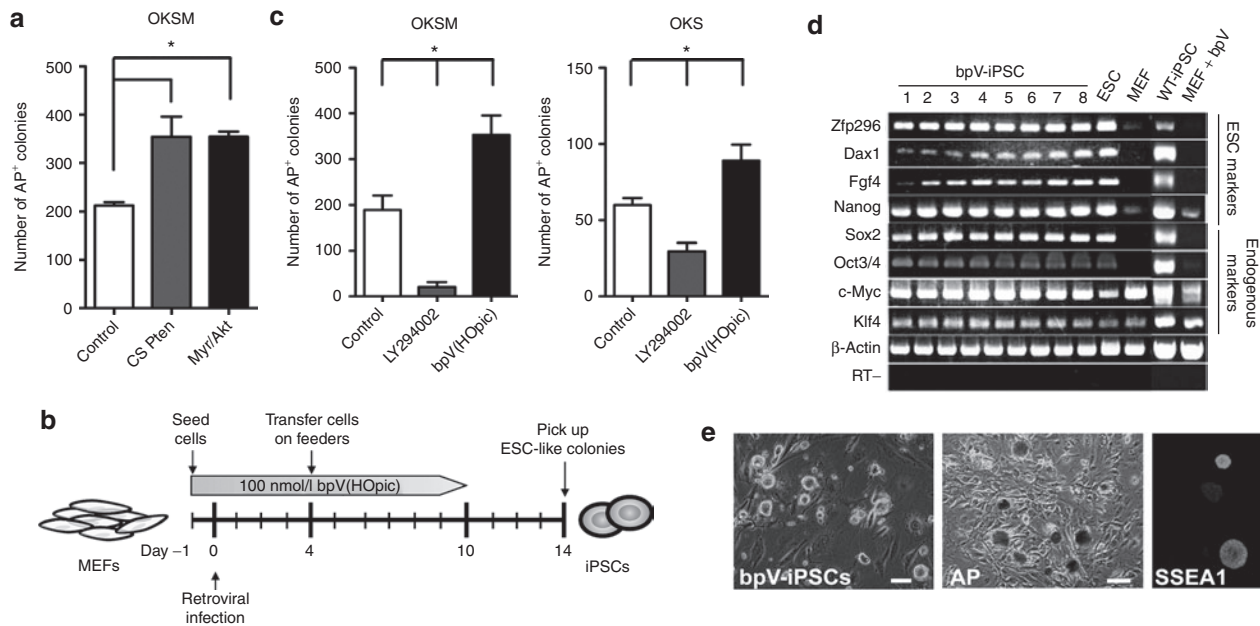 a
OKSM
*
Number of AP+ colonies
500
400
300
200
100
0
Control
CS Pten
Myr/Akt
c
OKSM
*
Number of AP+ colonies
500
400
300
200
100
0
Control
LY294002
bpV(HOpic)
OKS
*
Number of AP+ colonies
150
100
50
0
Control
LY294002
bpV(HOpic)
d
bpV-iPSC
1 2 3 4 5 6 7 8 ESC MEF WT-iPSC MEF + bpV
Zfp296
Dax1
Fgf4
Nanog
Sox2
Oct3/4
c-Myc
Klf4
β-Actin
RT–
ESC markers
Endogenous
markers
b
Seed
cells
Transfer cells
on feeders
Pick up
ESC-like colonies
100 nmol/l bpV(HOpic)
MEFs
Day –1 0 4 10 14
iPSCs
Retroviral
infection
e
bpV-iPSCs
AP
SSEA1